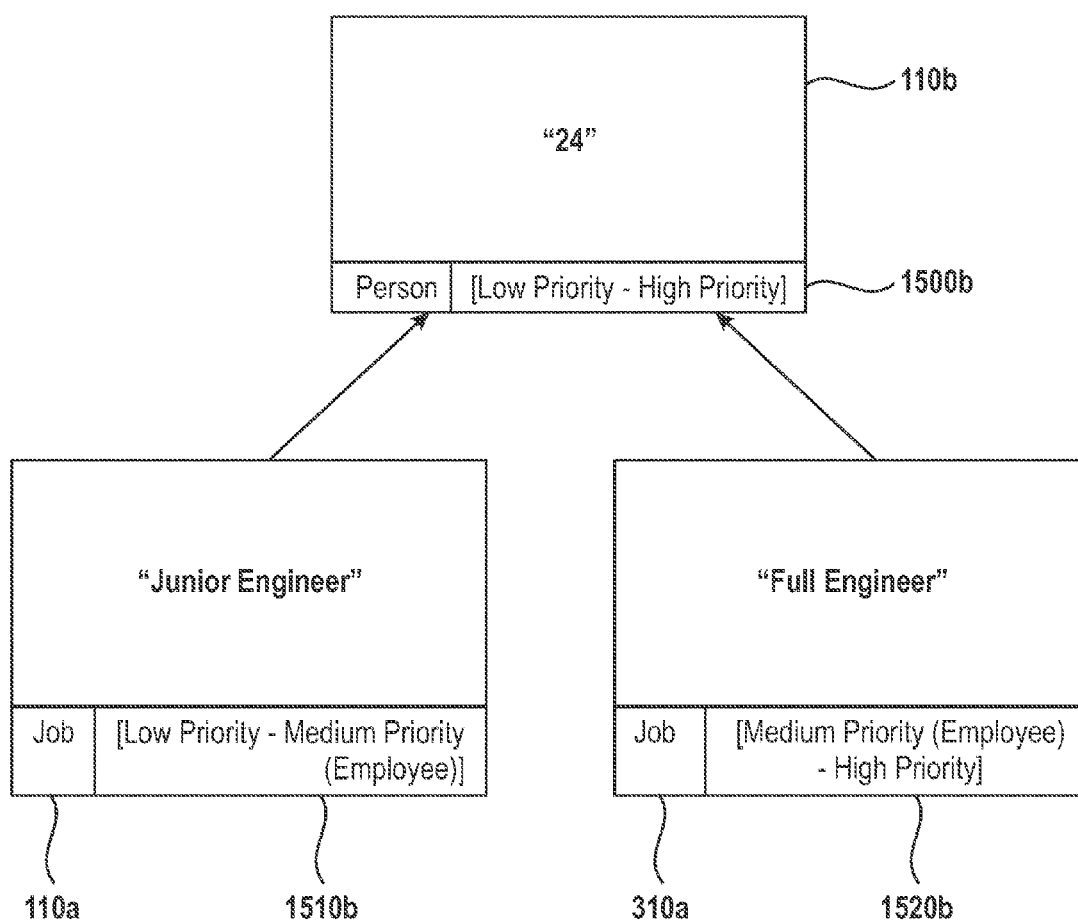 110b
“24”
Person [Low Priority - High Priority]
1500b
“Junior Engineer”
“Full Engineer”
Job [Low Priority - Medium Priority
(Employee)]
Job [Medium Priority (Employee)
- High Priority]
110a
1510b
310a
1520b